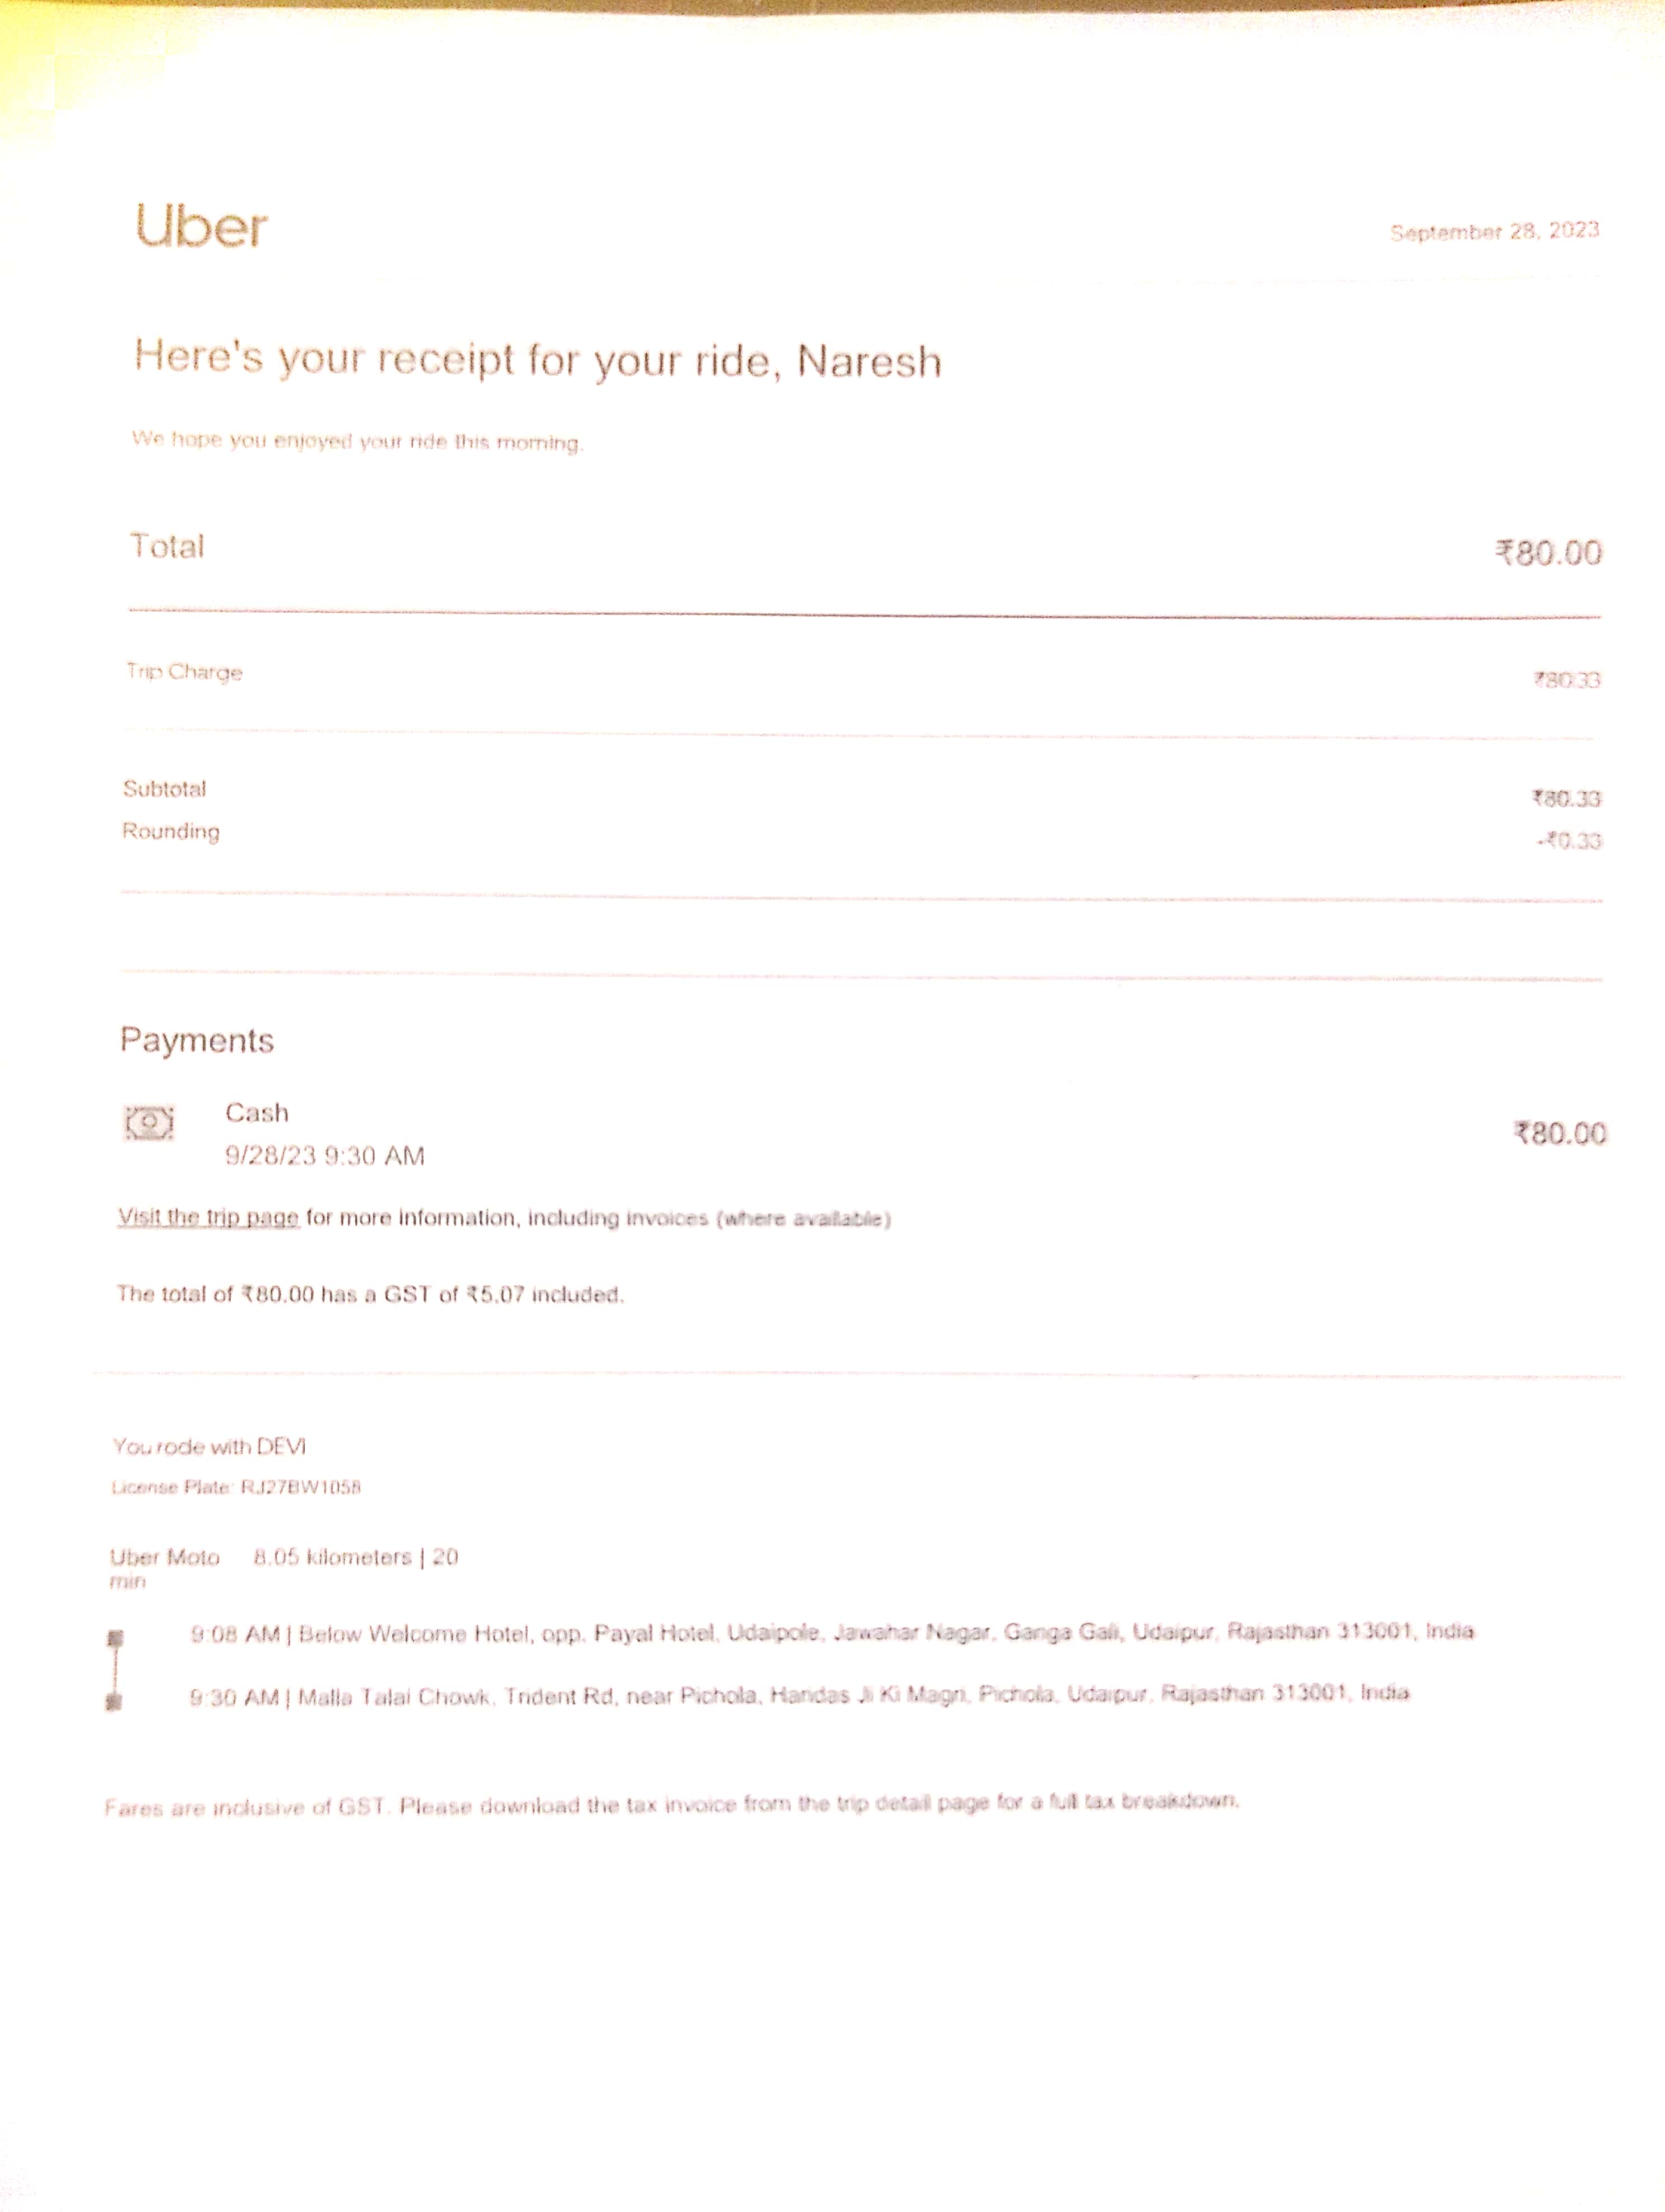 Uber
September 28, 2023
Here's your receipt for your ride, Naresh
We hope you enjoyed your ride this morning.
Total ₹80.00
Trip Charge ₹80.33
Subtotal ₹80.33
Rounding -₹0.33
Payments
Cash ₹80.00
9/28/23 9:30 AM
Visit the trip page for more information, including invoices (where available)
The total of ₹80.00 has a GST of ₹5.07 included.
You rode with DEVI
License Plate: RJ27BW1058
Uber Moto 8.05 kilometers | 20
min
9:08 AM | Below Welcome Hotel, opp. Payal Hotel, Udaipole, Jawahar Nagar, Ganga Gali, Udaipur, Rajasthan 313001, India
9:30 AM | Malla Talai Chowk, Trident Rd, near Pichola, Haridas Ji Ki Magri, Pichola, Udaipur, Rajasthan 313001, India
Fares are inclusive of GST. Please download the tax invoice from the trip detail page for a full tax breakdown.